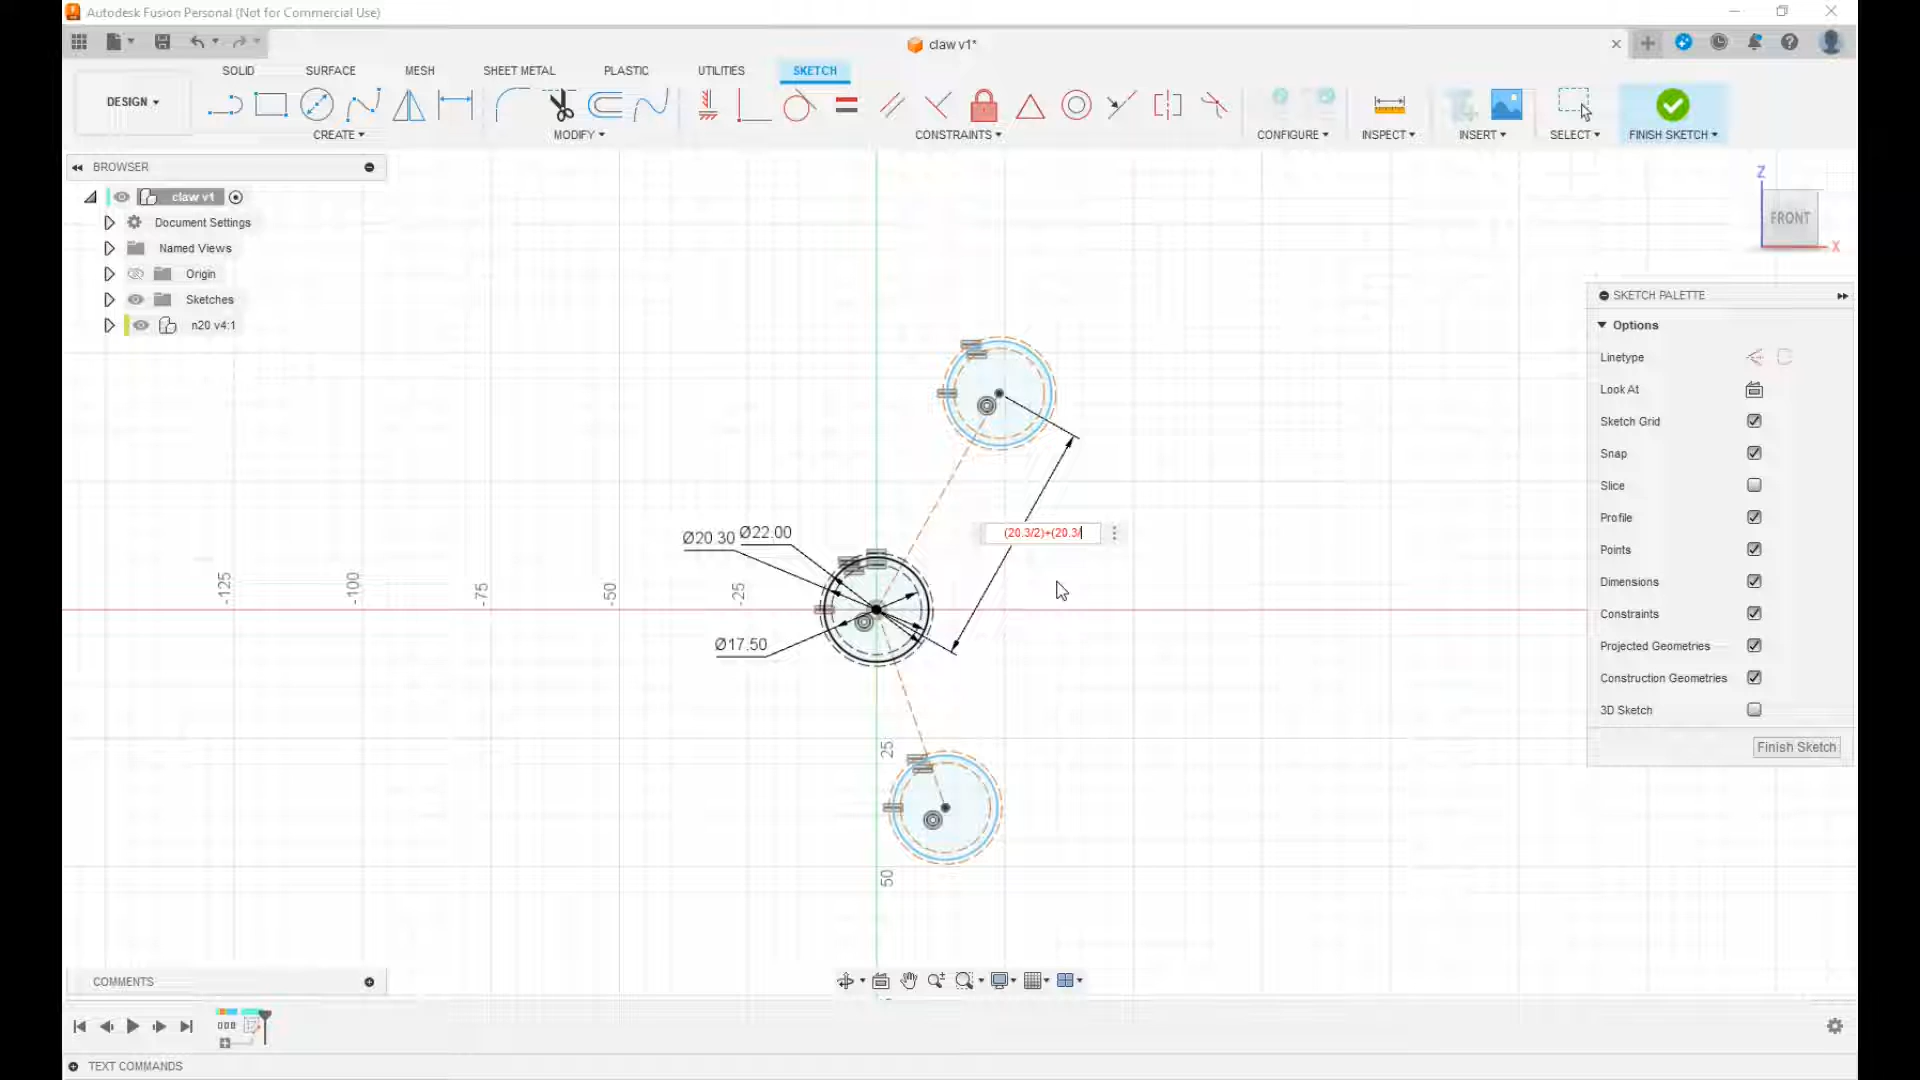 Autodesk Fusion Personal (Not for Commercial Use)
claw v1*
SOLID
SURFACE
MESH
SHEET METAL
PLASTIC
UTILITIES
SKETCH
DESIGN
CREATE
MODIFY
CONSTRAINTS
CONFIGURE
INSPECT
INSERT
SELECT
FINISH SKETCH
BROWSER
claw v1
Document Settings
Named Views
Origin
Sketches
n20 v4:1
Z
FRONT
X
SKETCH PALETTE
Options
Linetype
Look At
Sketch Grid
Snap
Slice
Profile
Points
Dimensions
Constraints
Projected Geometries
Construction Geometries
3D Sketch
Finish Sketch
(20.3/2)+(20.3/
Ø20.30
Ø22.00
Ø17.50
-125
-100
-75
-50
-25
25
50
COMMENTS
TEXT COMMANDS